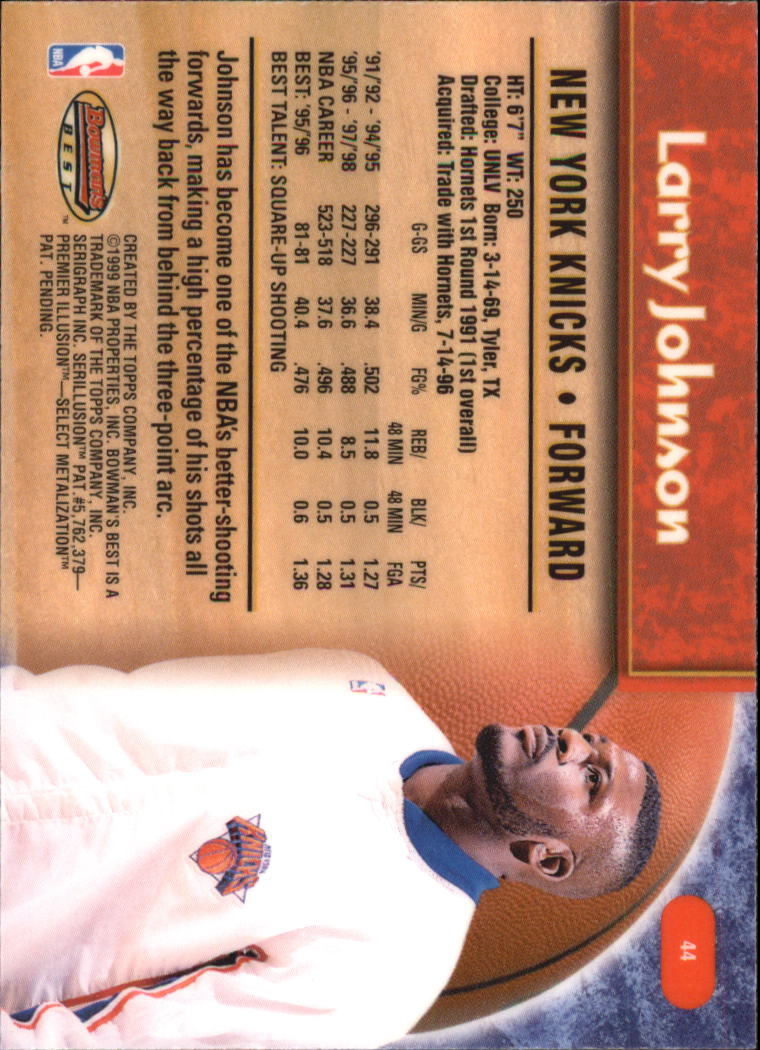 Larry Johnson
44
NEW YORK KNICKS • FORWARD
HT: 6'7" WT: 250
College: UNLV Born: 3-14-69, Tyler, TX
Drafted: Hornets 1st Round 1991 (1st overall)
Acquired: Trade with Hornets, 7-14-96
REB/ BLK/ PTS/
G-GS MIN/G FG% 48 MIN 48 MIN FGA
'91/'92 - '94/'95 296-291 38.4 .502 11.8 0.5 1.27
'95/'96 - '97/'98 227-227 36.6 .488 8.5 0.5 1.31
NBA CAREER 523-518 37.6 .496 10.4 0.5 1.28
BEST: '95/'96 81-81 40.4 .476 10.0 0.6 1.36
BEST TALENT: SQUARE-UP SHOOTING
Johnson has become one of the NBA's better-shooting
forwards, making a high percentage of his shots all
the way back from behind the three-point arc.
NBA
Bowman's
BEST™
CREATED BY THE TOPPS COMPANY, INC.
©1999 NBA PROPERTIES, INC. BOWMAN'S BEST IS A
TRADEMARK OF THE TOPPS COMPANY, INC.
SERIGRAPH INC. SERILLUSION™ PAT.#5,762,379—
PREMIER ILLUSION™—SELECT METALIZATION™
PAT. PENDING.
NEW YORK
KNICKS